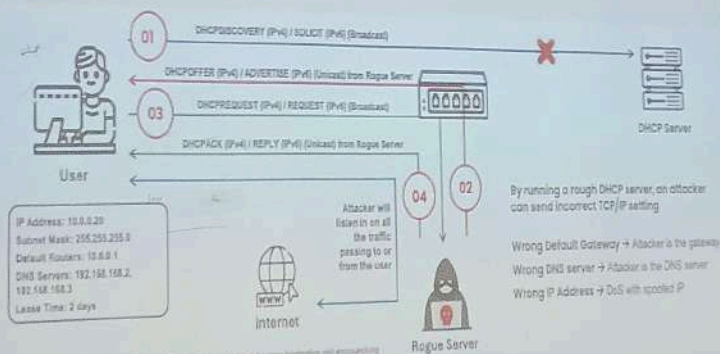 01
DHCPDISCOVERY (IPv4) / SOLICIT (IPv6) (Broadcast)
DHCPOFFER (IPv4) / ADVERTISE (IPv6) (Unicast) from Rogue Server
03
DHCPREQUEST (IPv4) / REQUEST (IPv6) (Broadcast)
DHCPACK (IPv4) / REPLY (IPv6) (Unicast) from Rogue Server
DHCP Server
User
04
02
IP Address: 10.0.0.20
Subnet Mask: 255.255.255.0
Default Routers: 10.0.0.1
DNS Servers: 192.168.168.2,
192.168.168.3
Lease Time: 2 days
Attacker will
listen in on all
the traffic
passing to or
from the user
WWW
Internet
Rogue Server
By running a rough DHCP server, an attacker
can send incorrect TCP/IP setting
Wrong Default Gateway → Attacker is the gateway
Wrong DNS server → Attacker is the DNS server
Wrong IP Address → DoS with spoofed IP